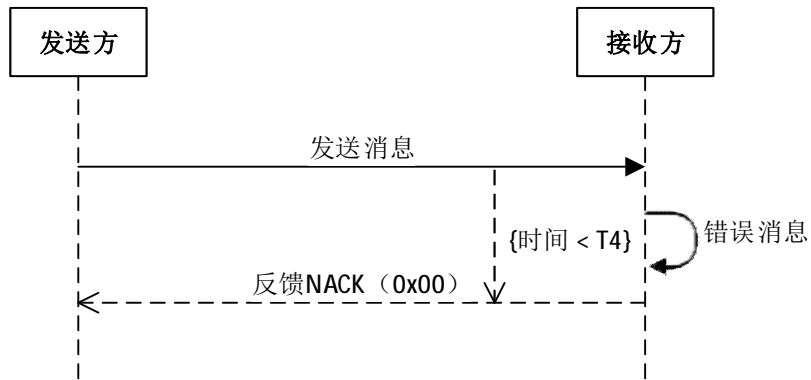 发送方
接收方
发送消息
{时间 < T4}
错误消息
反馈NACK（0x00）